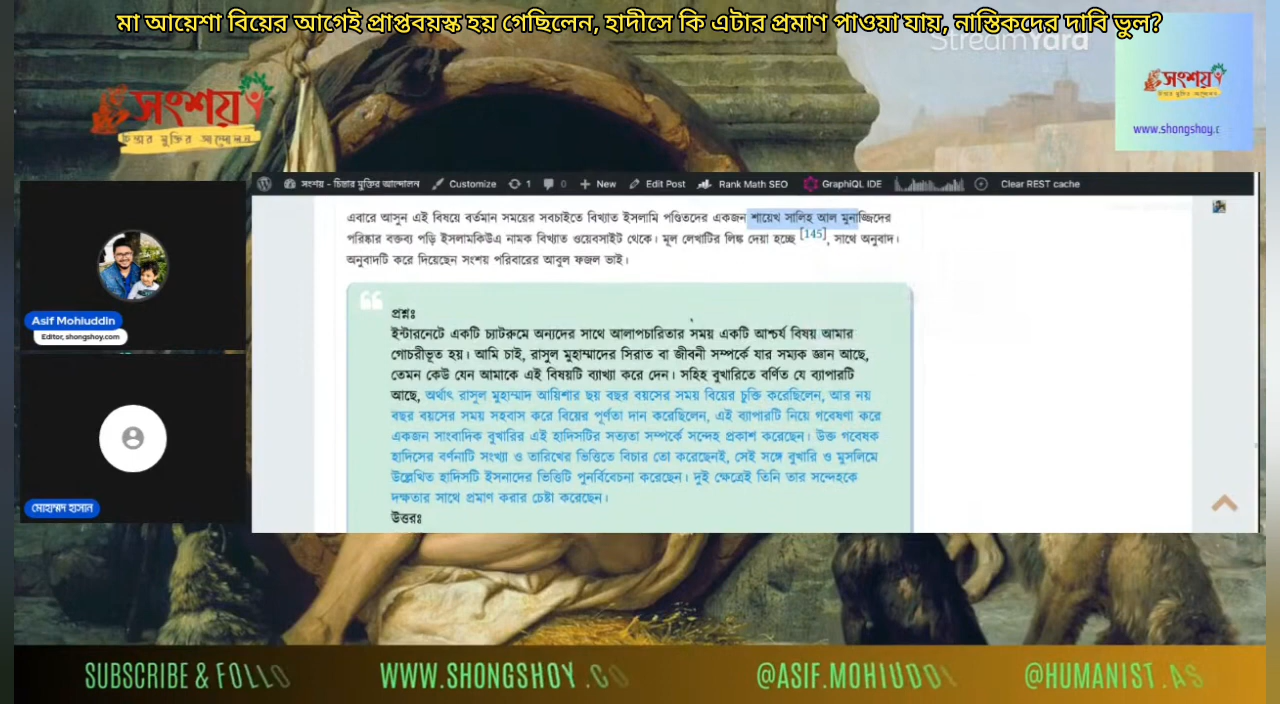 মা আয়েশা বিয়ের আগেই প্রাপ্তবয়স্ক হয় গেছিলেন, হাদীসে কি এটার প্রমাণ পাওয়া যায়, নাস্তিকদের দাবি ভুল?
StreamYard
সংশয়
চিন্তার মুক্তির আন্দোলন
সংশয়
চিন্তার মুক্তির আন্দোলন
www.shongshoy.c
সংশয় - চিন্তার মুক্তির আন্দোলন Customize 1 0 New Edit Post Rank Math SEO GraphiQL IDE Clear REST cache
এবারে আসুন এই বিষয়ে বর্তমান সময়ের সবচাইতে বিখ্যাত ইসলামি পণ্ডিতদের একজন শায়েখ সালিহ আল মুনাজ্জিদের
পরিষ্কার বক্তব্য পড়ি ইসলামকিউএ নামক বিখ্যাত ওয়েবসাইট থেকে। মূল লেখাটির লিঙ্ক দেয়া হচ্ছে [145], সাথে অনুবাদ।
অনুবাদটি করে দিয়েছেন সংশয় পরিবারের আবুল ফজল ভাই।
প্রশ্নঃ
ইন্টারনেটে একটি চ্যাটরুমে অন্যদের সাথে আলাপচারিতার সময় একটি আশ্চর্য বিষয় আমার
গোচরীভূত হয়। আমি চাই, রাসুল মুহাম্মাদের সিরাত বা জীবনী সম্পর্কে যার সম্যক জ্ঞান আছে,
তেমন কেউ যেন আমাকে এই বিষয়টি ব্যাখ্যা করে দেন। সহিহ বুখারিতে বর্ণিত যে ব্যাপারটি
আছে, অর্থাৎ রাসুল মুহাম্মাদ আয়িশার ছয় বছর বয়সের সময় বিয়ের চুক্তি করেছিলেন, আর নয়
বছর বয়সের সময় সহবাস করে বিয়ের পূর্ণতা দান করেছিলেন, এই ব্যাপারটি নিয়ে গবেষণা করে
একজন সাংবাদিক বুখারির এই হাদিসটির সত্যতা সম্পর্কে সন্দেহ প্রকাশ করেছেন। উক্ত গবেষক
হাদিসের বর্ণনাটি সংখ্যা ও তারিখের ভিত্তিতে বিচার তো করেছেনই, সেই সঙ্গে বুখারি ও মুসলিমে
উল্লেখিত হাদিসটি ইসনাদের ভিত্তিটি পুনর্বিবেচনা করেছেন। দুই ক্ষেত্রেই তিনি তার সন্দেহকে
দক্ষতার সাথে প্রমাণ করার চেষ্টা করেছেন।
উত্তরঃ
Asif Mohiuddin
Editor, shongshoy.com
মোহাম্মদ হাসান
SUBSCRIBE & FOLLO WWW.SHONGSHOY.CO @ASIF.MOHIUDDI @HUMANIST.AS